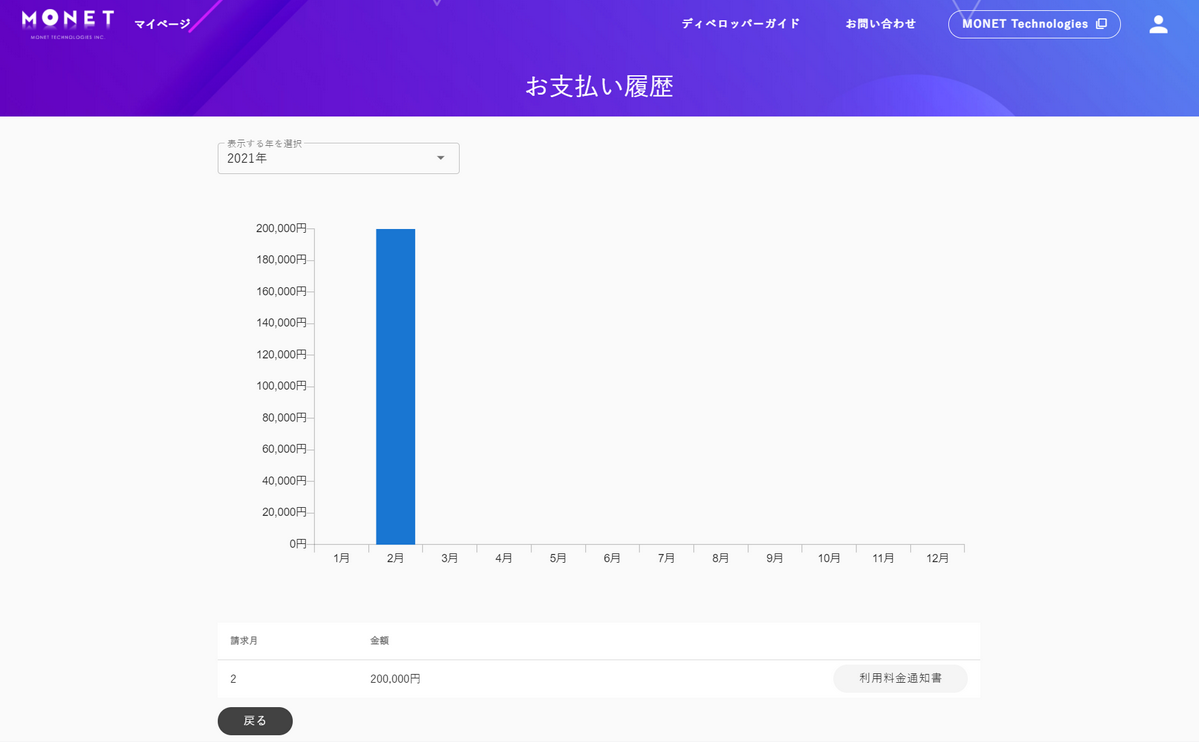 MONET
MONET TECHNOLOGIES INC.
マイページ
ディベロッパーガイド
お問い合わせ
MONET Technologies
お支払い履歴
表示する年を選択
2021年
200,000円
180,000円
160,000円
140,000円
120,000円
100,000円
80,000円
60,000円
40,000円
20,000円
0円
1月 2月 3月 4月 5月 6月 7月 8月 9月 10月 11月 12月
請求月 金額
2 200,000円 利用料金通知書
戻る